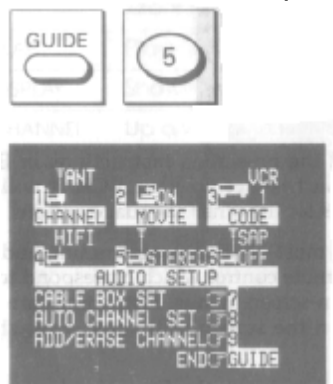 GUIDE
5
ANT VCR
1 2 ON 3 1
CHANNEL MOVIE CODE
HIFI SAP
4 5 STEREO 6 OFF
AUDIO SETUP
CABLE BOX SET 7
AUTO CHANNEL SET 8
ADD/ERASE CHANNEL 9
END GUIDE